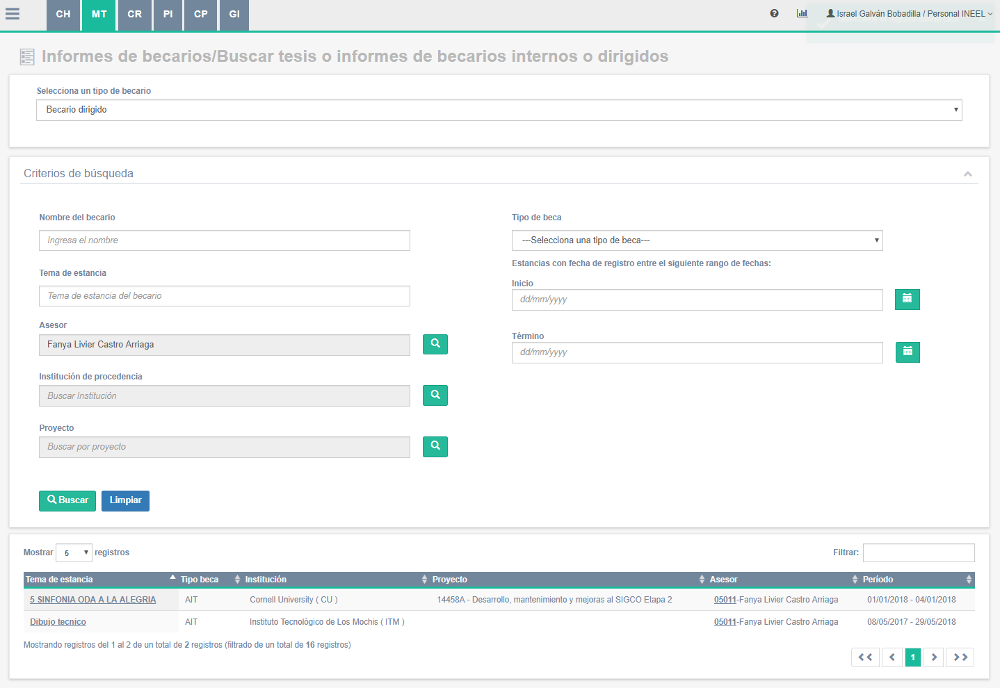 CH MT CR PI CP GI
Israel Galván Bobadilla / Personal INEEL
Informes de becarios/Buscar tesis o informes de becarios internos o dirigidos
Selecciona un tipo de becario
Becario dirigido
Criterios de búsqueda
Nombre del becario
Ingresa el nombre
Tema de estancia
Tema de estancia del becario
Asesor
Fanya Livier Castro Arriaga
Institución de procedencia
Buscar Institución
Proyecto
Buscar por proyecto
Tipo de beca
---Selecciona una tipo de beca---
Estancias con fecha de registro entre el siguiente rango de fechas:
Inicio
dd/mm/yyyy
Término
dd/mm/yyyy
Buscar Limpiar
Mostrar 5 registros Filtrar:
Tema de estancia Tipo beca Institución Proyecto Asesor Período
5 SINFONIA ODA A LA ALEGRIA AIT Cornell University ( CU ) 14458A - Desarrollo, mantenimiento y mejoras al SIGCO Etapa 2 05011-Fanya Livier Castro Arriaga 01/01/2018 - 04/01/2018
Dibujo tecnico AIT Instituto Tecnológico de Los Mochis ( ITM ) 05011-Fanya Livier Castro Arriaga 08/05/2017 - 29/05/2018
Mostrando registros del 1 al 2 de un total de 2 registros (filtrado de un total de 16 registros)
1